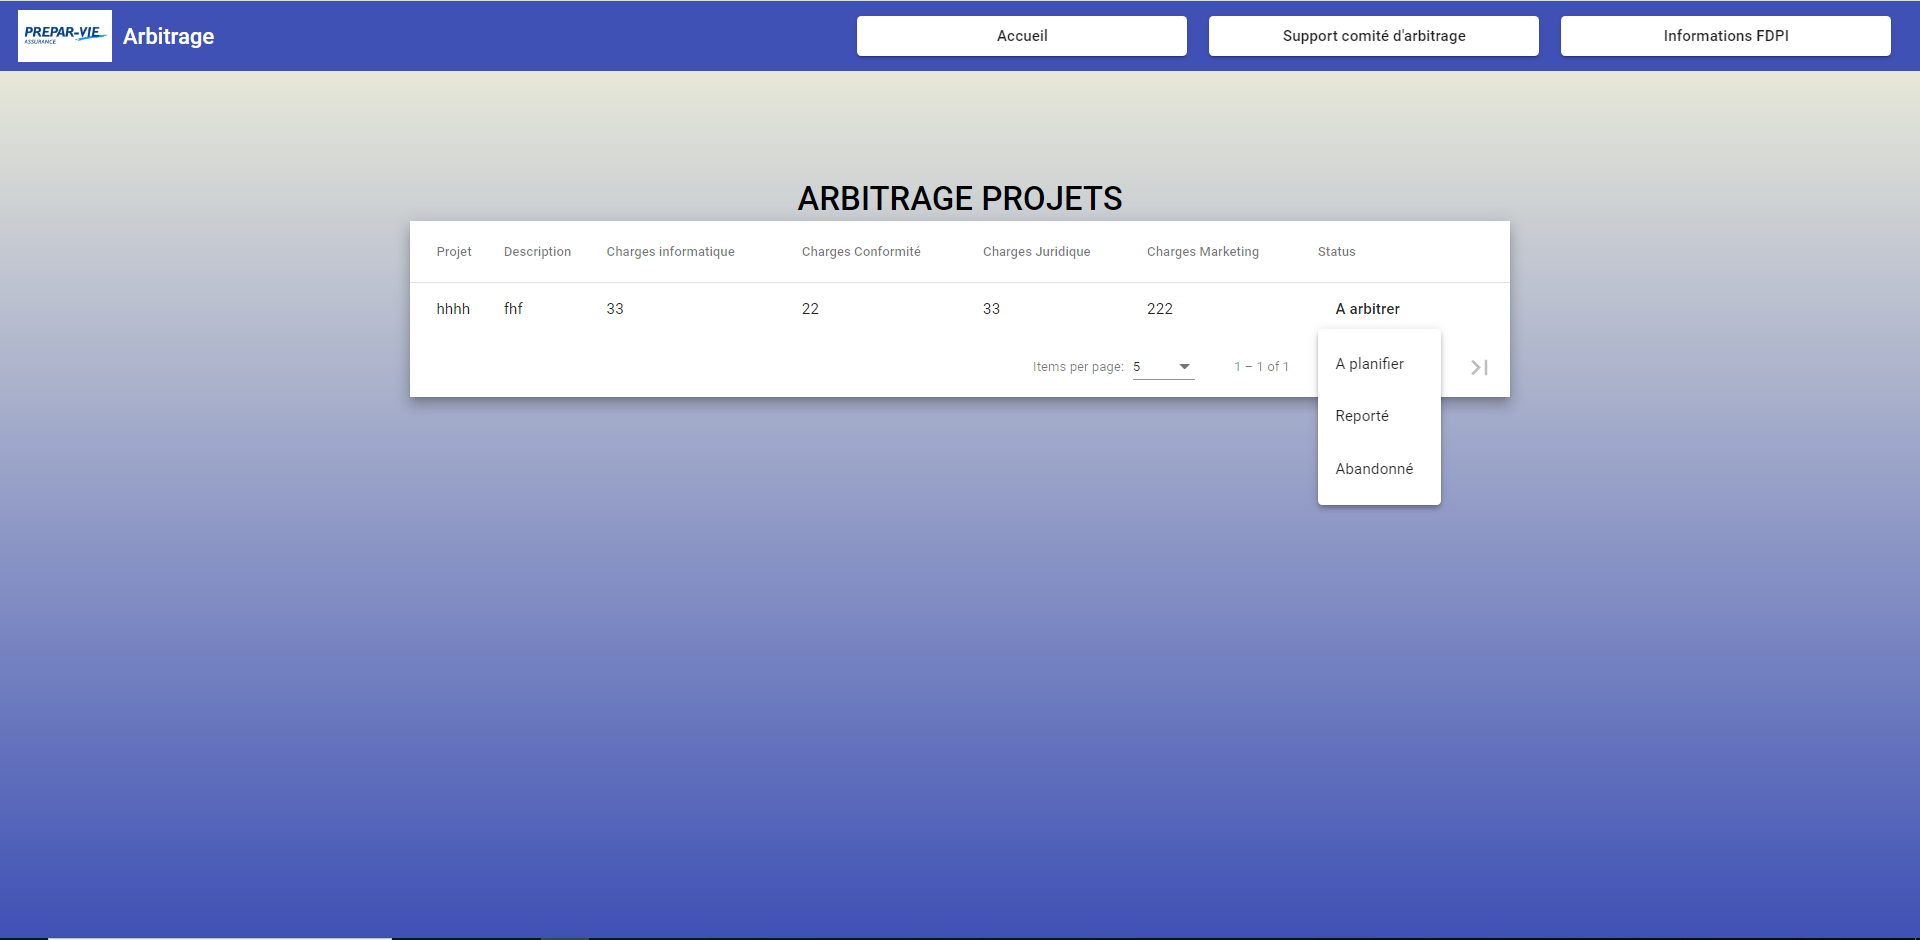 PREPAR-VIE
ASSURANCE
Arbitrage
Accueil
Support comité d'arbitrage
Informations FDPI
ARBITRAGE PROJETS
Projet Description Charges informatique Charges Conformité Charges Juridique Charges Marketing Status
hhhh fhf 33 22 33 222 A arbitrer
Items per page: 5 1 – 1 of 1
A planifier
Reporté
Abandonné